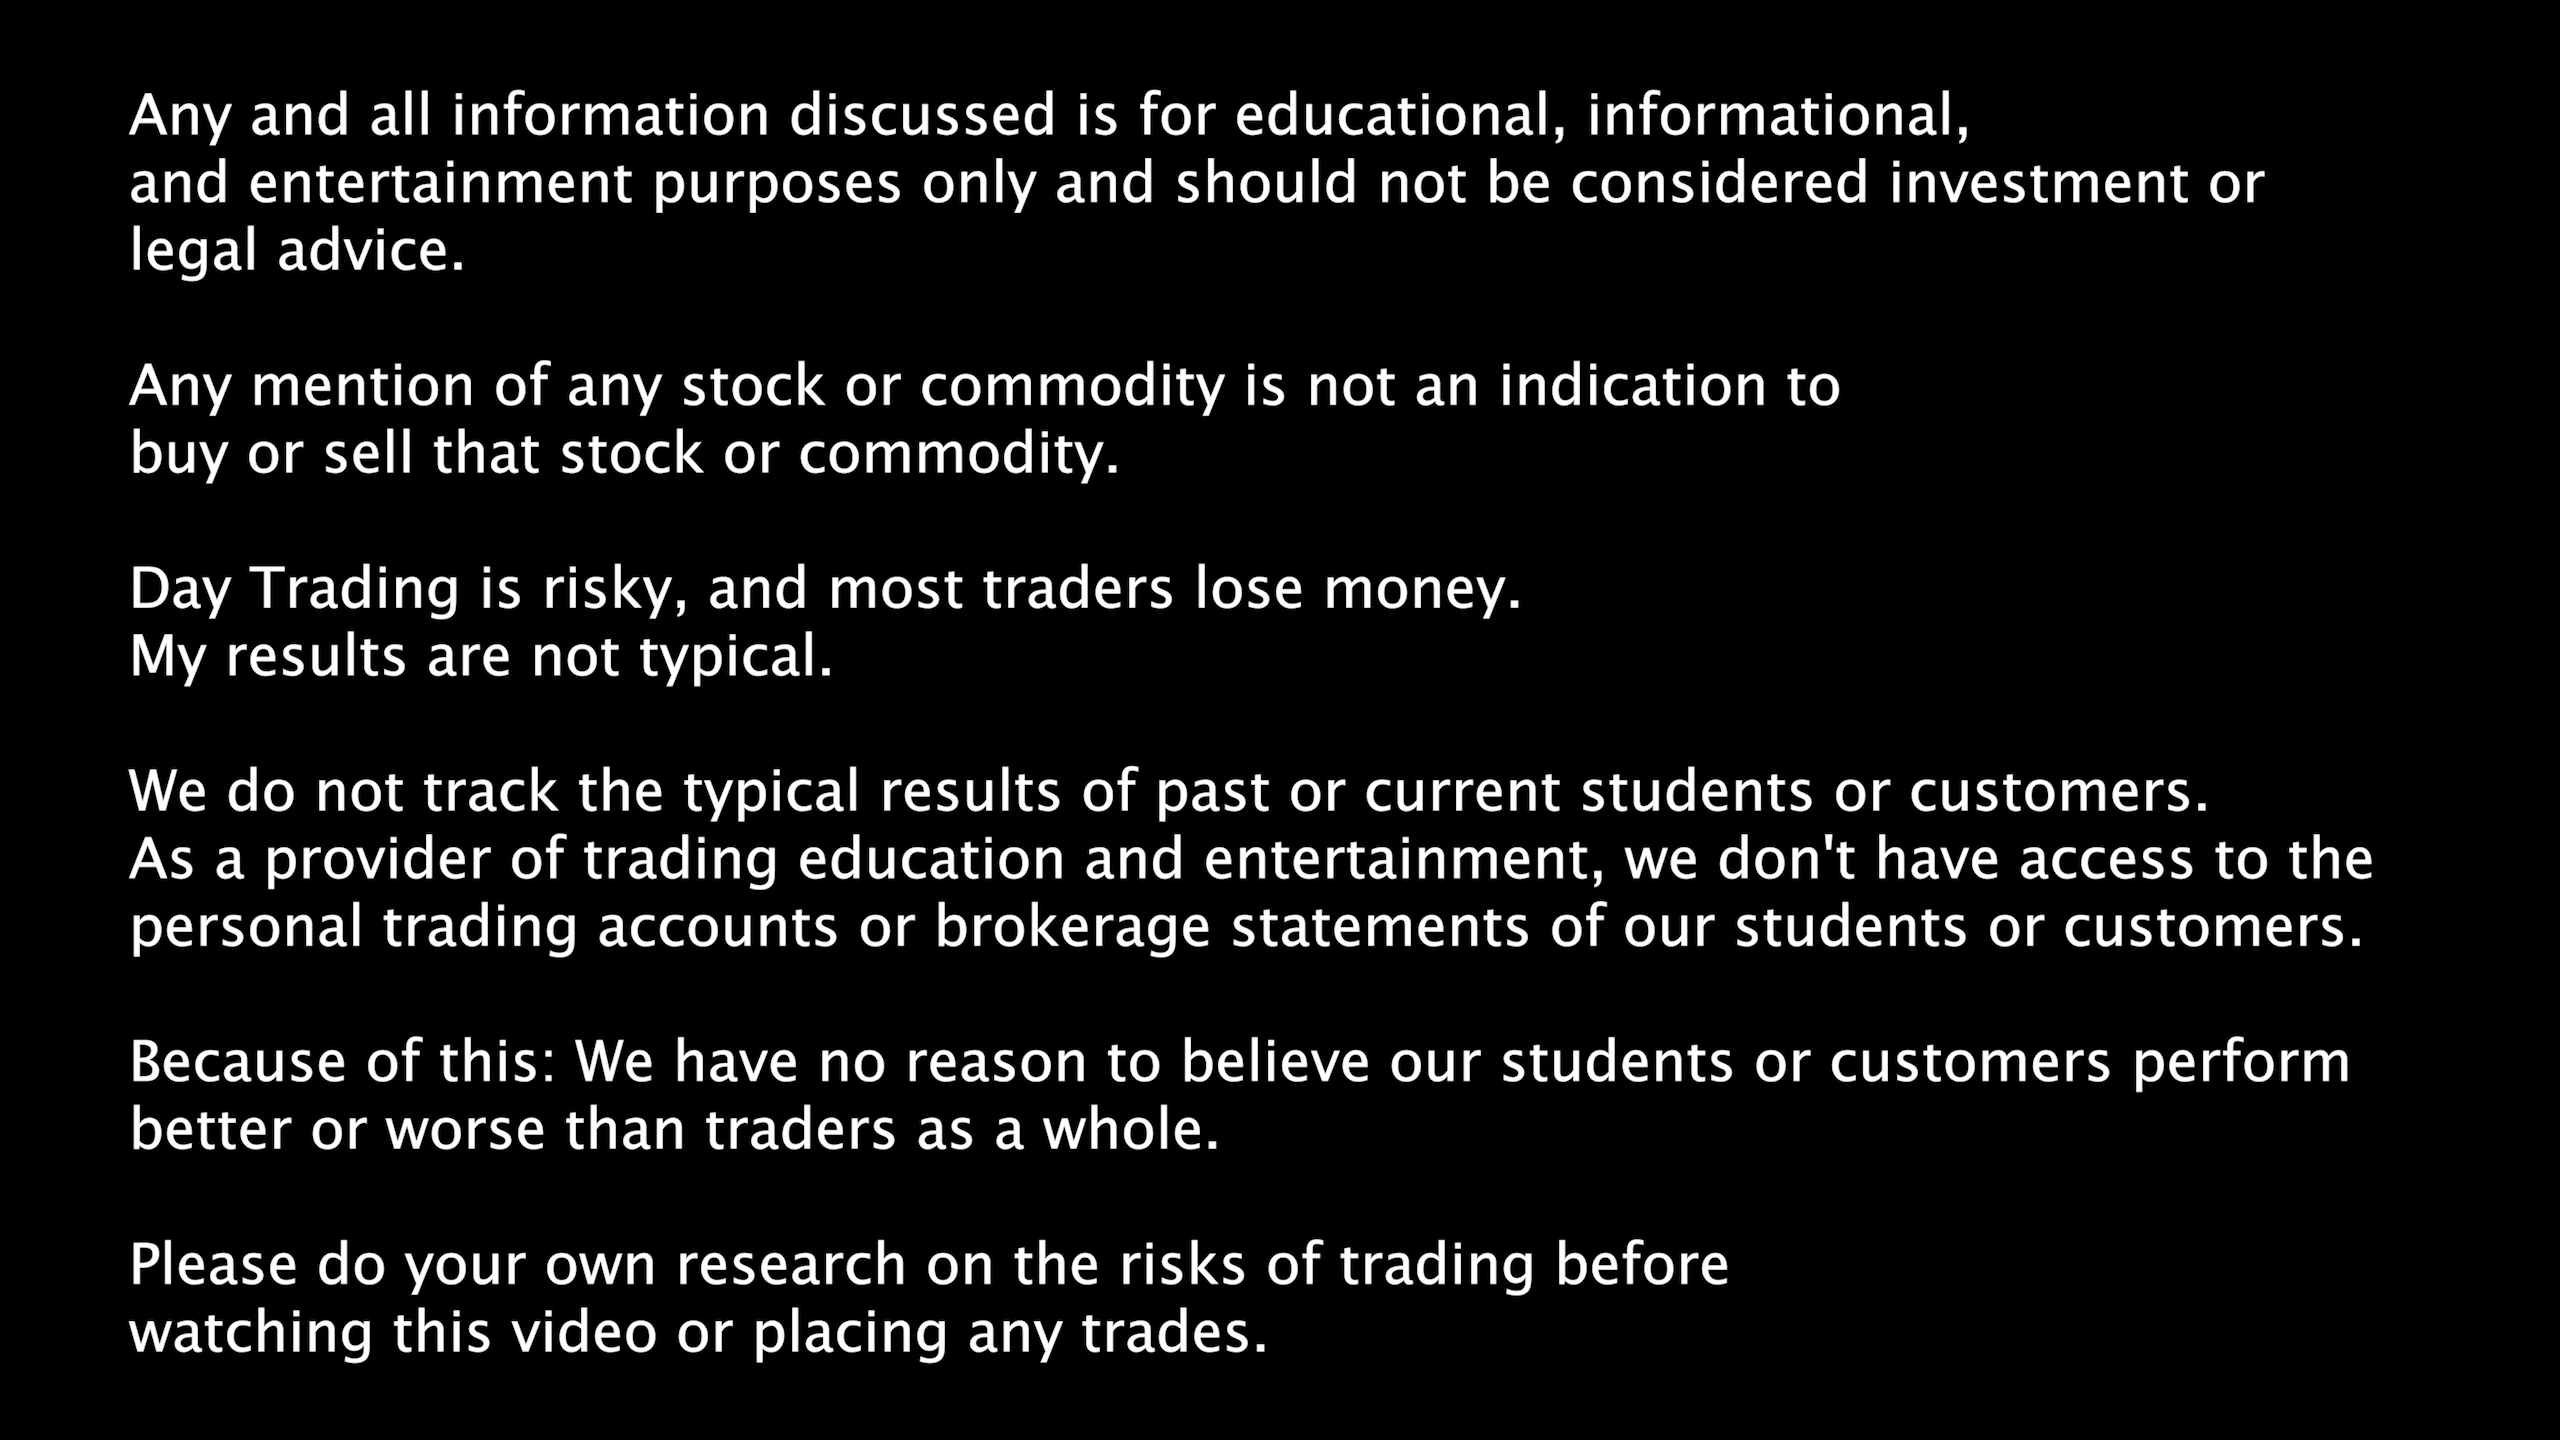 Any and all information discussed is for educational, informational,
and entertainment purposes only and should not be considered investment or
legal advice.
Any mention of any stock or commodity is not an indication to
buy or sell that stock or commodity.
Day Trading is risky, and most traders lose money.
My results are not typical.
We do not track the typical results of past or current students or customers.
As a provider of trading education and entertainment, we don't have access to the
personal trading accounts or brokerage statements of our students or customers.
Because of this: We have no reason to believe our students or customers perform
better or worse than traders as a whole.
Please do your own research on the risks of trading before
watching this video or placing any trades.